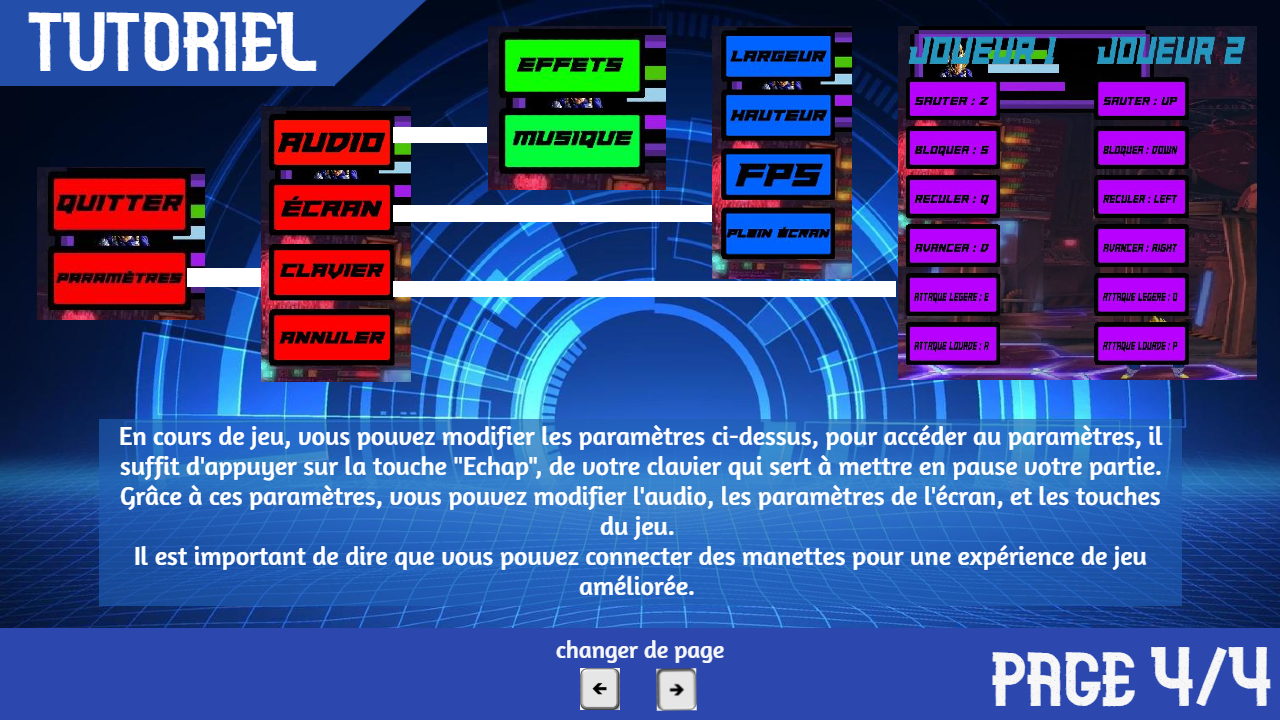 TUTORIEL
QUITTER
PARAMÈTRES
AUDIO
ÉCRAN
CLAVIER
ANNULER
EFFETS
MUSIQUE
LARGEUR
HAUTEUR
FPS
PLEIN ÉCRAN
JOUEUR 1 JOUEUR 2
SAUTER : Z SAUTER : UP
BLOQUER : S BLOQUER : DOWN
RECULER : Q RECULER : LEFT
AVANCER : D AVANCER : RIGHT
ATTAQUE LEGERE : E ATTAQUE LEGERE : O
ATTAQUE LOURDE : A ATTAQUE LOURDE : P
En cours de jeu, vous pouvez modifier les paramètres ci-dessus, pour accéder au paramètres, il
suffit d'appuyer sur la touche "Echap", de votre clavier qui sert à mettre en pause votre partie.
Grâce à ces paramètres, vous pouvez modifier l'audio, les paramètres de l'écran, et les touches
du jeu.
Il est important de dire que vous pouvez connecter des manettes pour une expérience de jeu
améliorée.
changer de page
PAGE 4/4